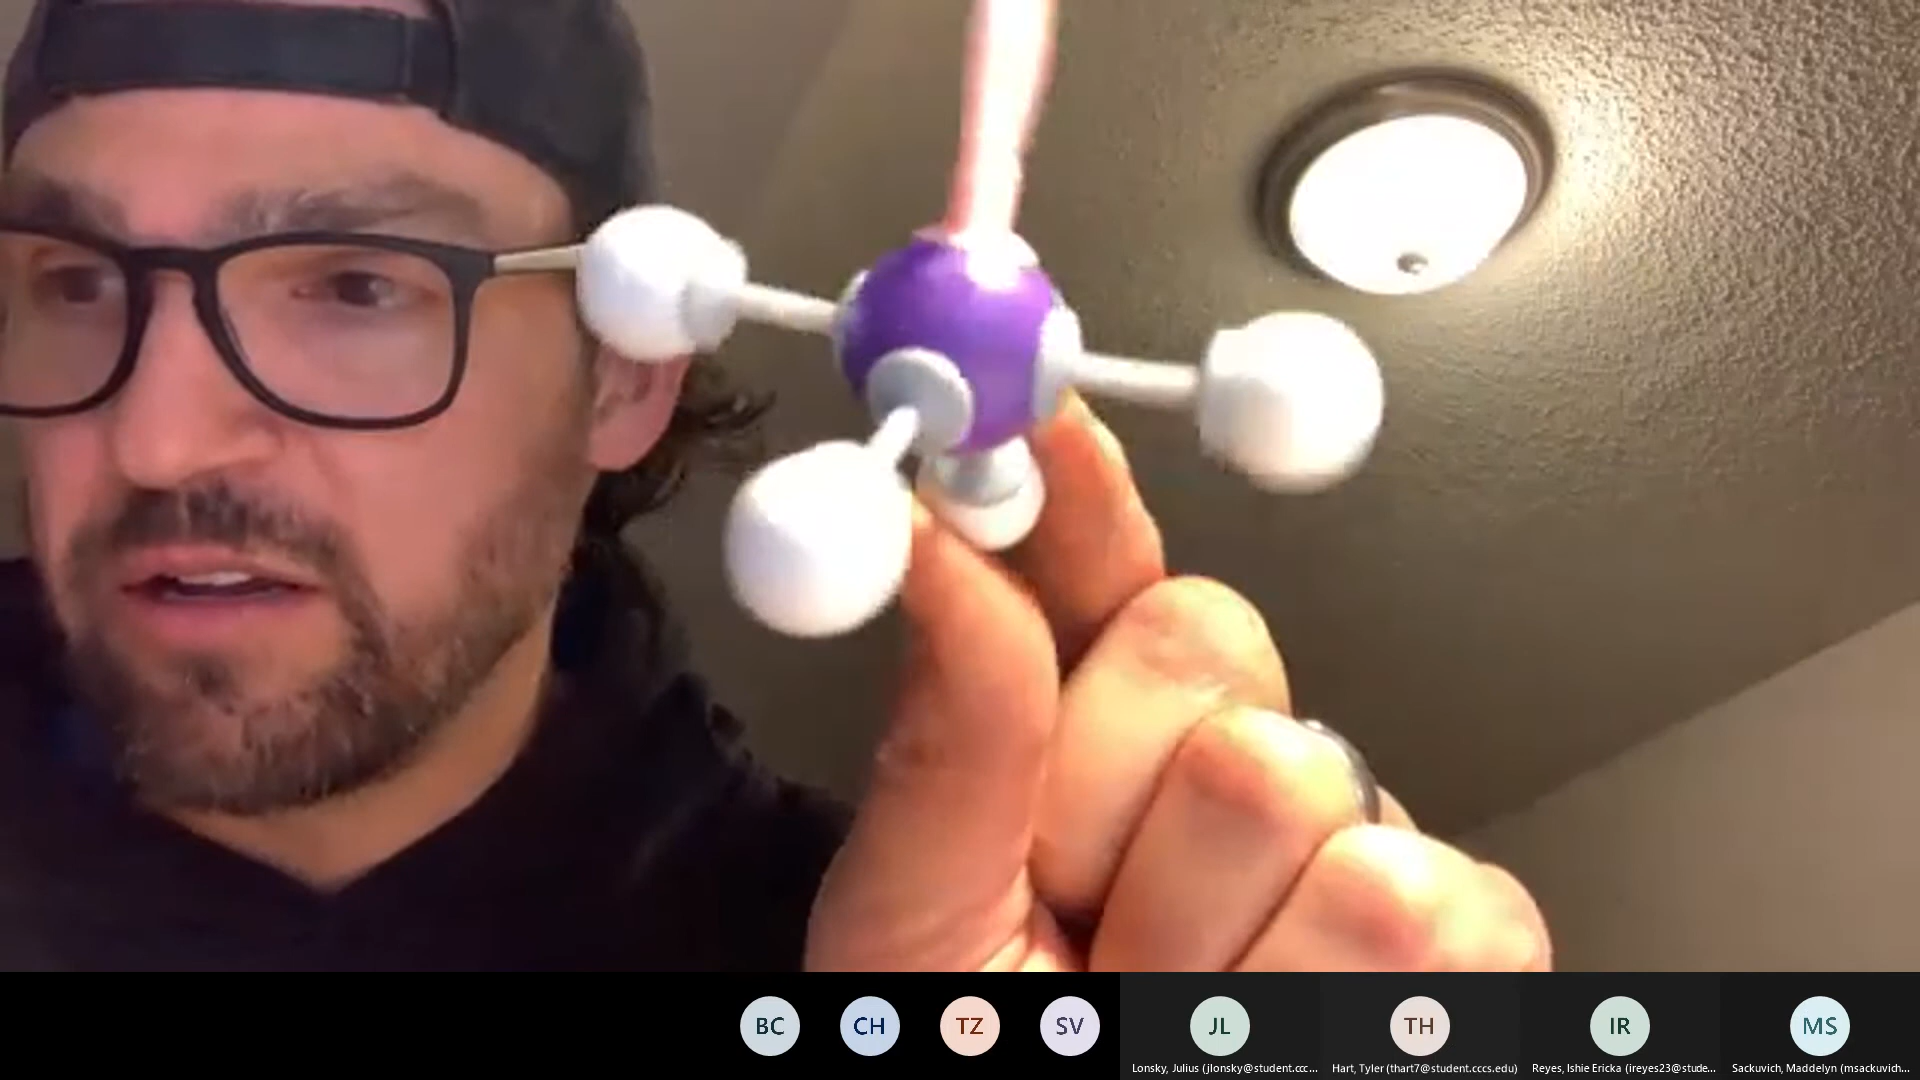 BC CH TZ SV JL TH IR MS
Lonsky, Julius (jlonsky@student.ccc... Hart, Tyler (thart7@student.cccs.edu) Reyes, Ishie Ericka (ireyes23@stude... Sackuvich, Maddelyn (msackuvich...